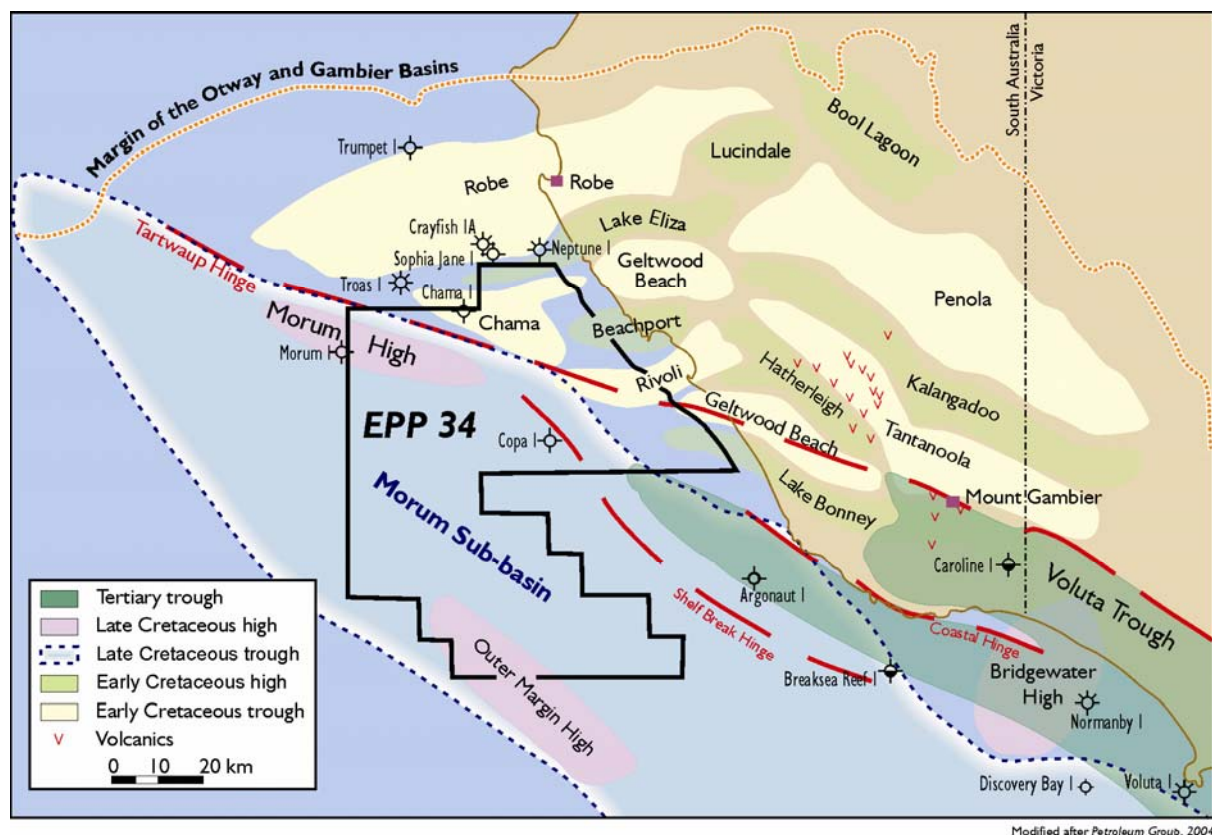 Margin of the Otway and Gambier Basins
South Australia
Victoria
Bool Lagoon
Lucindale
Trumpet 1
Robe
Robe
Lake Eliza
Crayfish 1A
Sophia Jane 1
Neptune 1
Geltwood
Beach
Tartwaup Hinge
Troas 1
Chama 1
Chama
Penola
Beachport
Morum High
Morum 1
Rivoli
Hatherleigh
Kalangadoo
Geltwood Beach
Tantanoola
EPP 34
Copa 1
Lake Bonney
Mount Gambier
Morum Sub-basin
Caroline 1
Voluta Trough
Argonaut 1
Shelf Break Hinge
Coastal Hinge
Outer Margin High
Breaksea Reef 1
Bridgewater
High
Normanby 1
Discovery Bay 1
Voluta 1
Tertiary trough
Late Cretaceous high
Late Cretaceous trough
Early Cretaceous high
Early Cretaceous trough
Volcanics
0 10 20 km
Modified after Petroleum Group, 2004